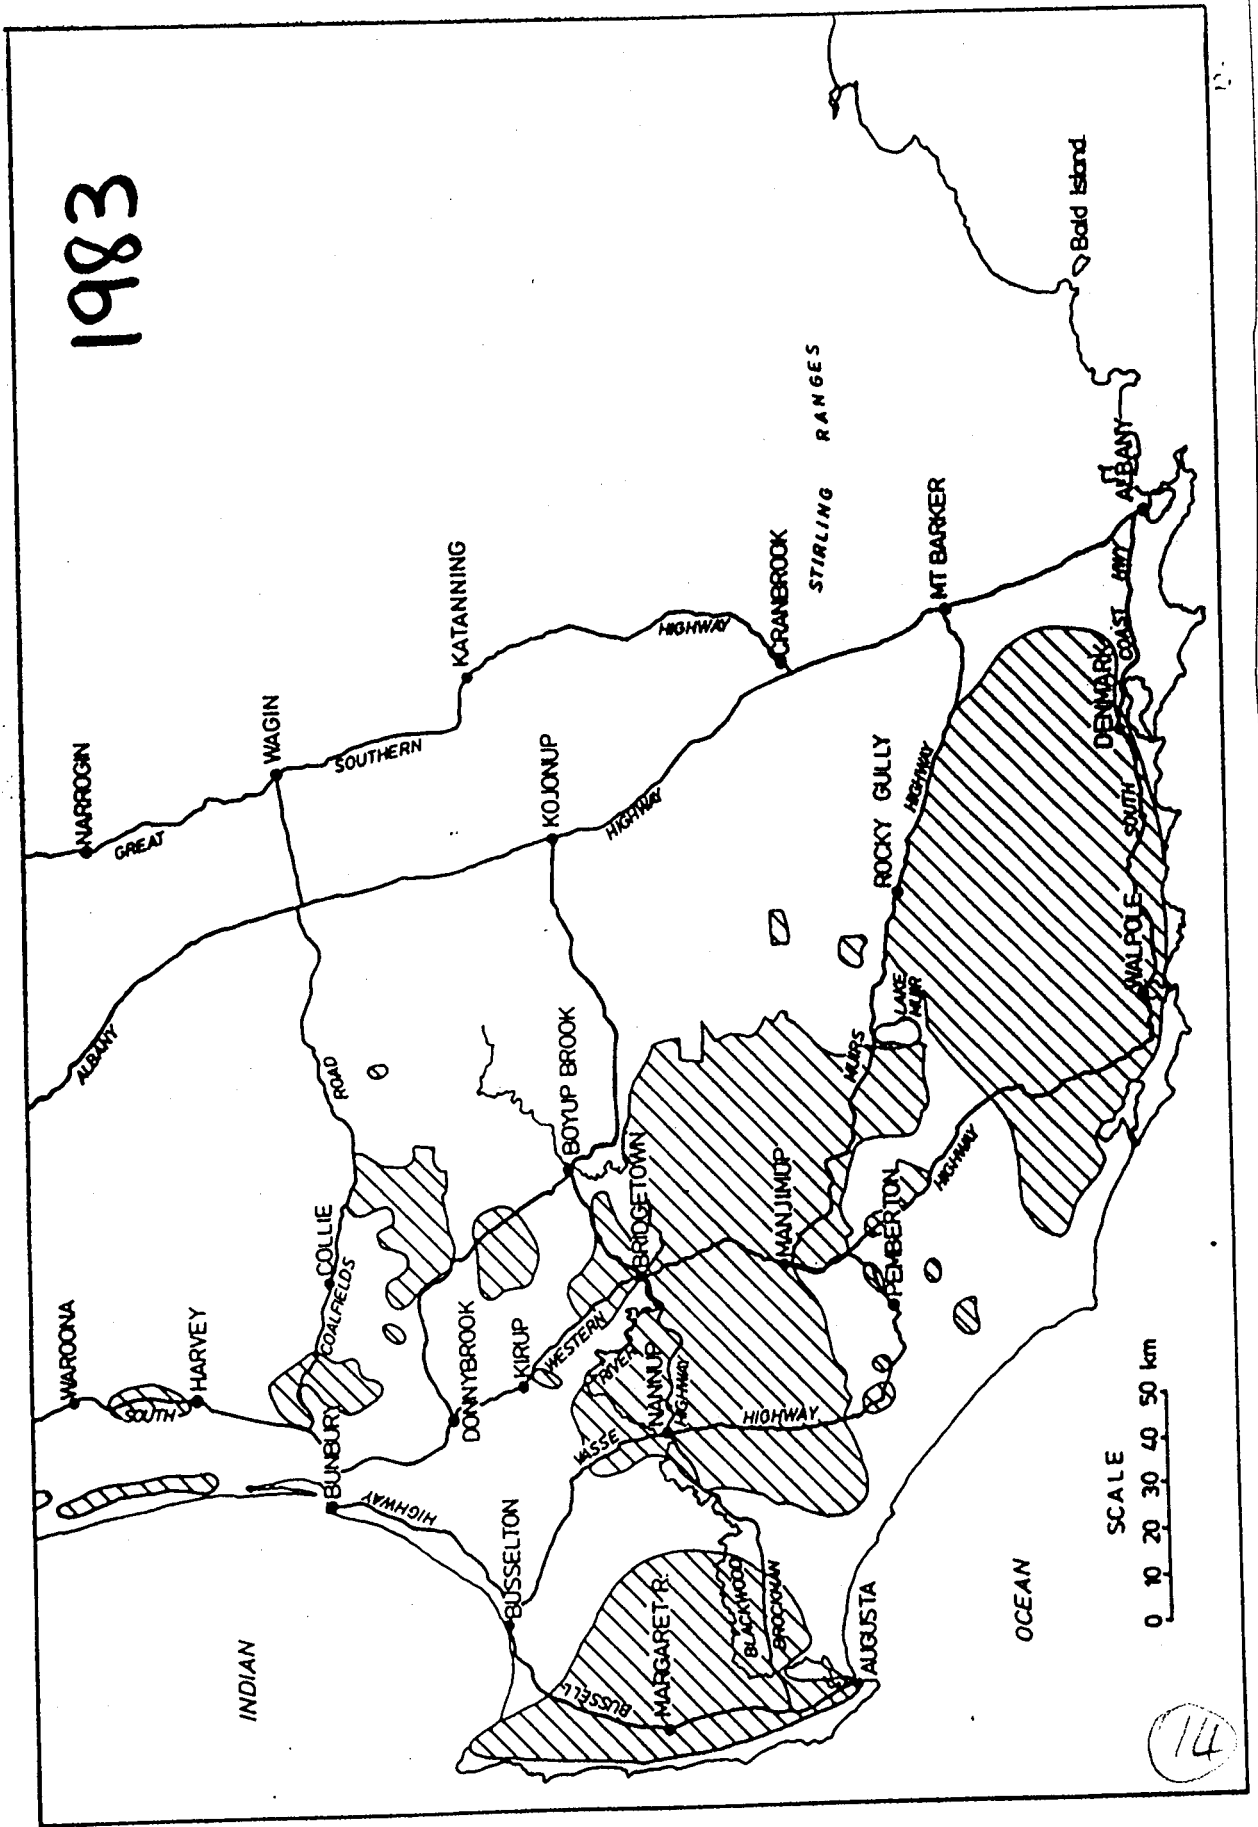 1983
NARROGIN
GREAT
WAGIN
SOUTHERN
KATANNING
HIGHWAY
CRANBROOK
STIRLING RANGES
MT BARKER
ALBANY
Bald Island
ALBANY
KOJONUP
HIGHWAY
ROCKY GULLY
HIGHWAY
DENMARK
SOUTH
COAST
HWY
WALPOLE
LAKE
MUIR
MUIRS
ROAD
BOYUP BROOK
COLLIE
COALFIELDS
WAROONA
HARVEY
SOUTH
BUNBURY
HIGHWAY
DONNYBROOK
KIRUP
WESTERN
BRIDGETOWN
MANJIMUP
PEMBERTON
HIGHWAY
RIVER
NANNUP
HIGHWAY
VASSE
HIGHWAY
BUSSELTON
BUSSELL
MARGARET R.
BLACKWOOD
BROCKMAN
AUGUSTA
INDIAN
OCEAN
SCALE
0 10 20 30 40 50 km
14